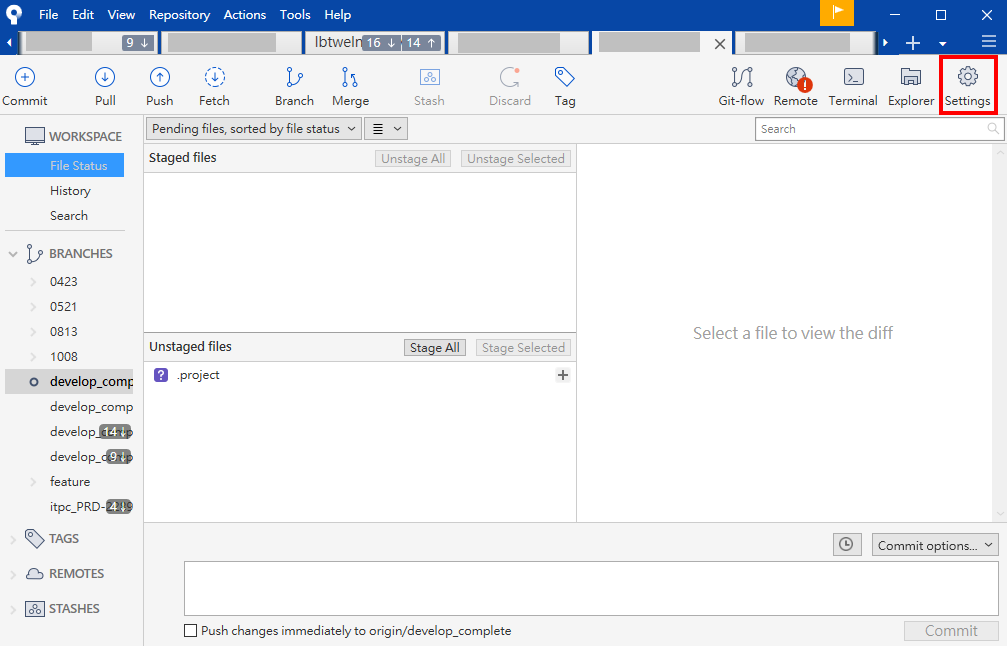 File Edit View Repository Actions Tools Help
9 ↓ lbtweIn 16 ↓ 14 ↑
Commit Pull Push Fetch Branch Merge Stash Discard Tag Git-flow Remote Terminal Explorer Settings
WORKSPACE
File Status
History
Search
BRANCHES
0423
0521
0813
1008
develop_comp
develop_comp
14↓
9↓
feature
itpc_PRD- 4↓
TAGS
REMOTES
STASHES
Pending files, sorted by file status
Search
Staged files Unstage All Unstage Selected
Unstaged files Stage All Stage Selected
? .project +
Select a file to view the diff
Commit options...
Push changes immediately to origin/develop_complete
Commit